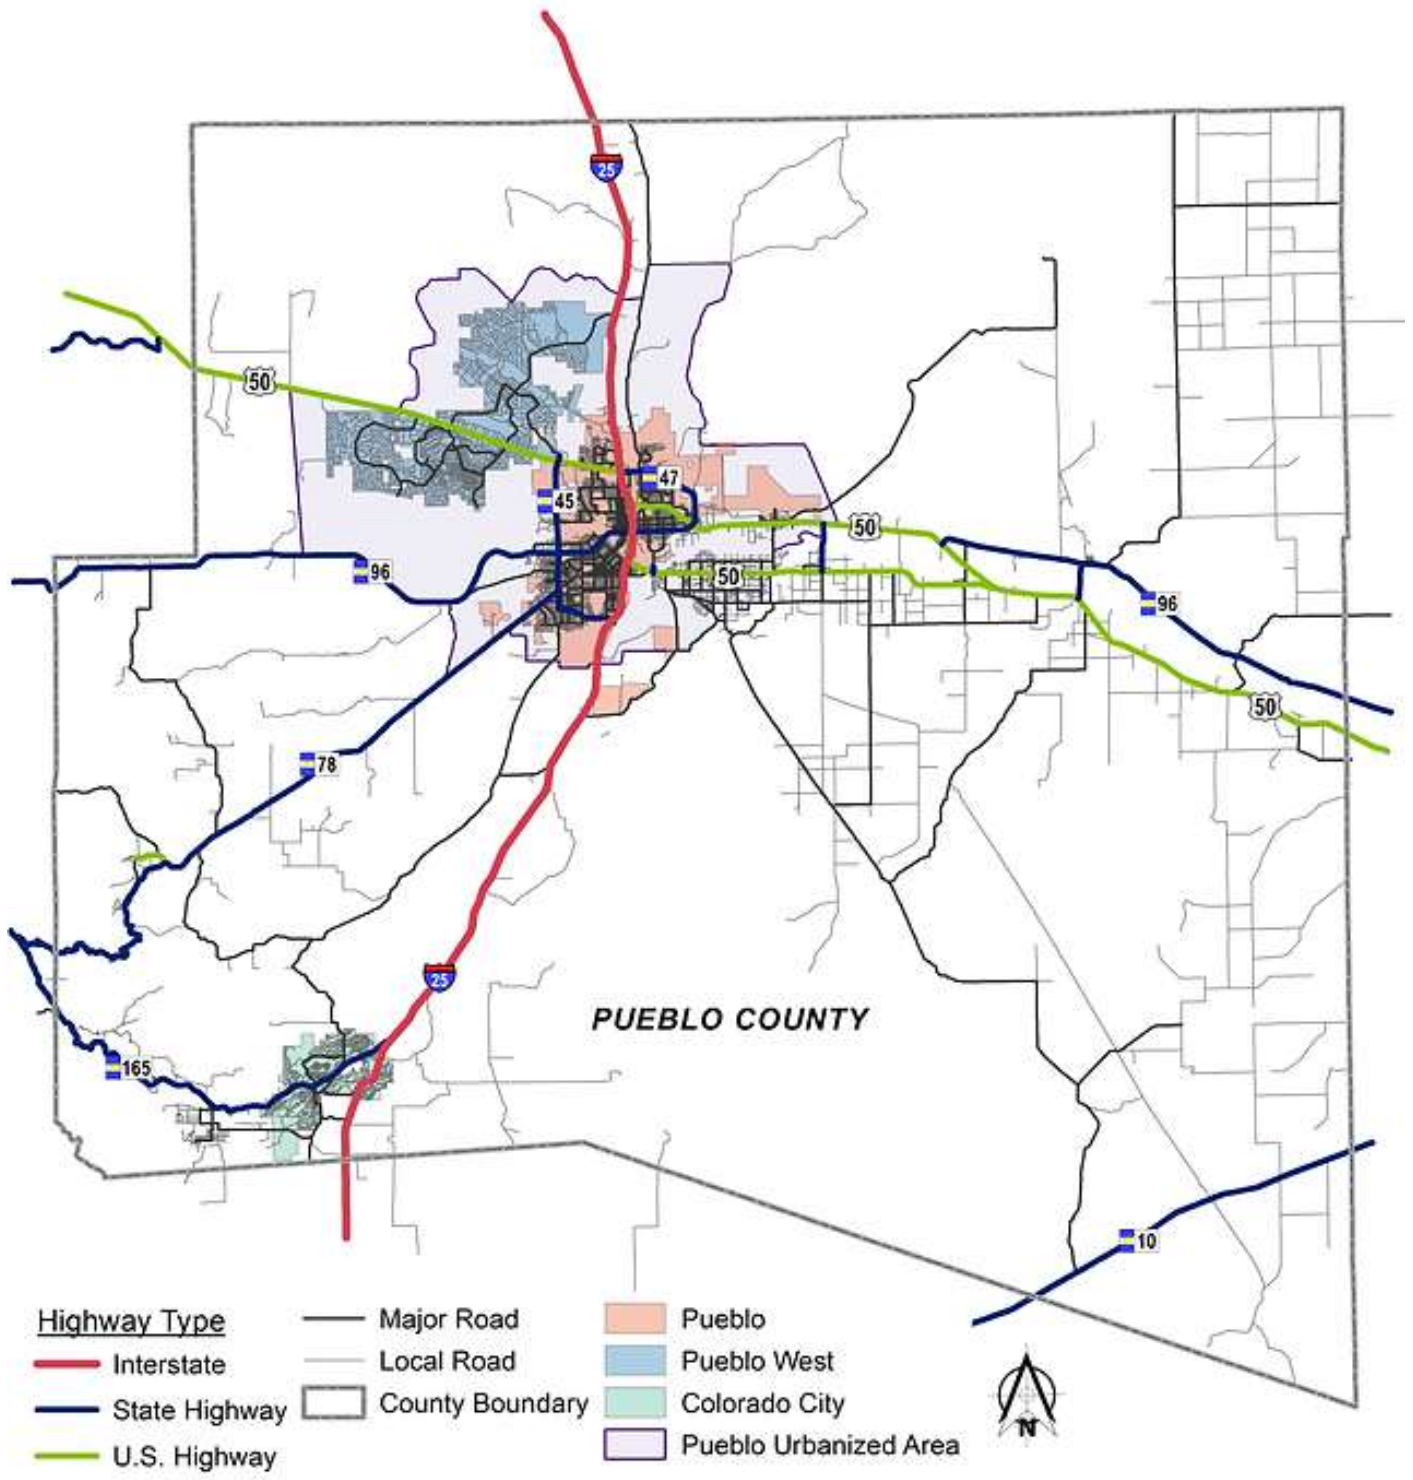 25
50
47
45
50
96
50
96
50
78
25
PUEBLO COUNTY
165
10
Highway Type
Interstate
State Highway
U.S. Highway
Major Road
Local Road
County Boundary
Pueblo
Pueblo West
Colorado City
Pueblo Urbanized Area
N